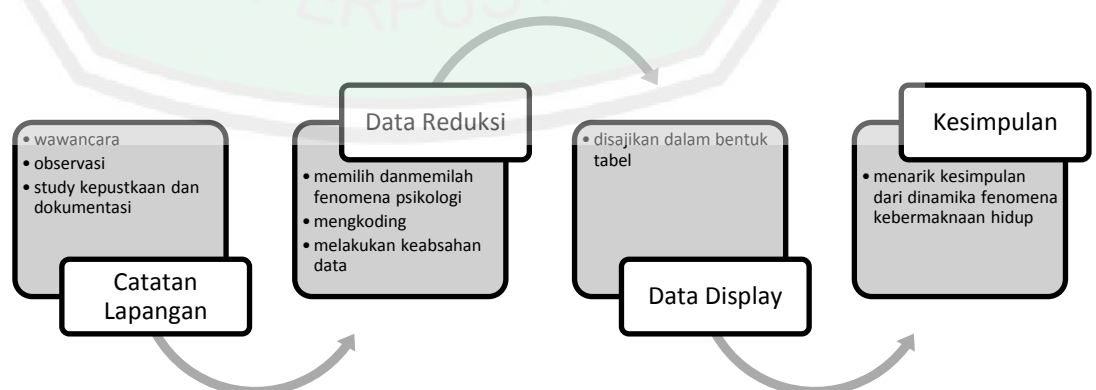 PERPUST
• wawancara
• observasi
• study kepustkaan dan
dokumentasi
Catatan
Lapangan
Data Reduksi
• memilih danmemilah
fenomena psikologi
• mengkoding
• melakukan keabsahan
data
• disajikan dalam bentuk
tabel
Data Display
Kesimpulan
• menarik kesimpulan
dari dinamika fenomena
kebermaknaan hidup